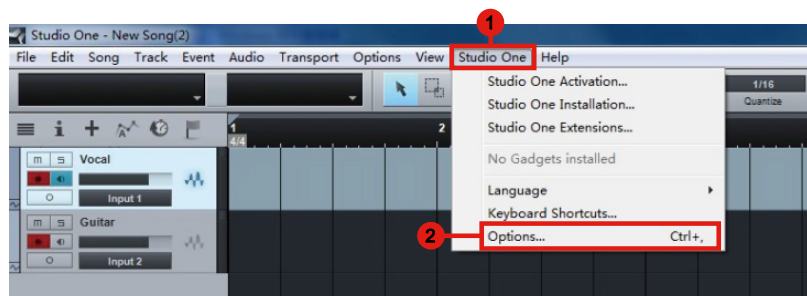 1
Studio One - New Song(2)
File Edit Song Track Event Audio Transport Options View Studio One Help
Studio One Activation...
Studio One Installation...
Studio One Extensions...
No Gadgets installed
Language
Keyboard Shortcuts...
2 Options... Ctrl+,
1/16
Quantize
1 2
4/4
M S Vocal
Input 1
M S Guitar
Input 2